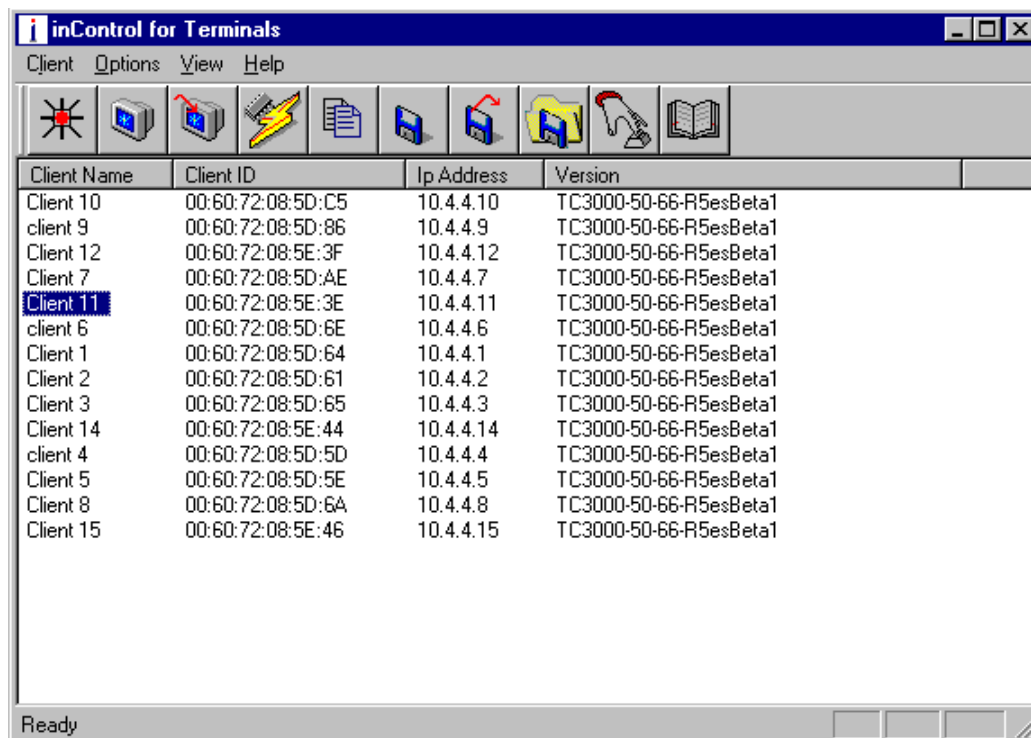 inControl for Terminals
Client Options View Help
Client Name Client ID Ip Address Version
Client 10 00:60:72:08:5D:C5 10.4.4.10 TC3000-50-66-R5esBeta1
client 9 00:60:72:08:5D:86 10.4.4.9 TC3000-50-66-R5esBeta1
Client 12 00:60:72:08:5E:3F 10.4.4.12 TC3000-50-66-R5esBeta1
Client 7 00:60:72:08:5D:AE 10.4.4.7 TC3000-50-66-R5esBeta1
Client 11 00:60:72:08:5E:3E 10.4.4.11 TC3000-50-66-R5esBeta1
client 6 00:60:72:08:5D:6E 10.4.4.6 TC3000-50-66-R5esBeta1
Client 1 00:60:72:08:5D:64 10.4.4.1 TC3000-50-66-R5esBeta1
Client 2 00:60:72:08:5D:61 10.4.4.2 TC3000-50-66-R5esBeta1
Client 3 00:60:72:08:5D:65 10.4.4.3 TC3000-50-66-R5esBeta1
Client 14 00:60:72:08:5E:44 10.4.4.14 TC3000-50-66-R5esBeta1
client 4 00:60:72:08:5D:5D 10.4.4.4 TC3000-50-66-R5esBeta1
Client 5 00:60:72:08:5D:5E 10.4.4.5 TC3000-50-66-R5esBeta1
Client 8 00:60:72:08:5D:6A 10.4.4.8 TC3000-50-66-R5esBeta1
Client 15 00:60:72:08:5E:46 10.4.4.15 TC3000-50-66-R5esBeta1
Ready